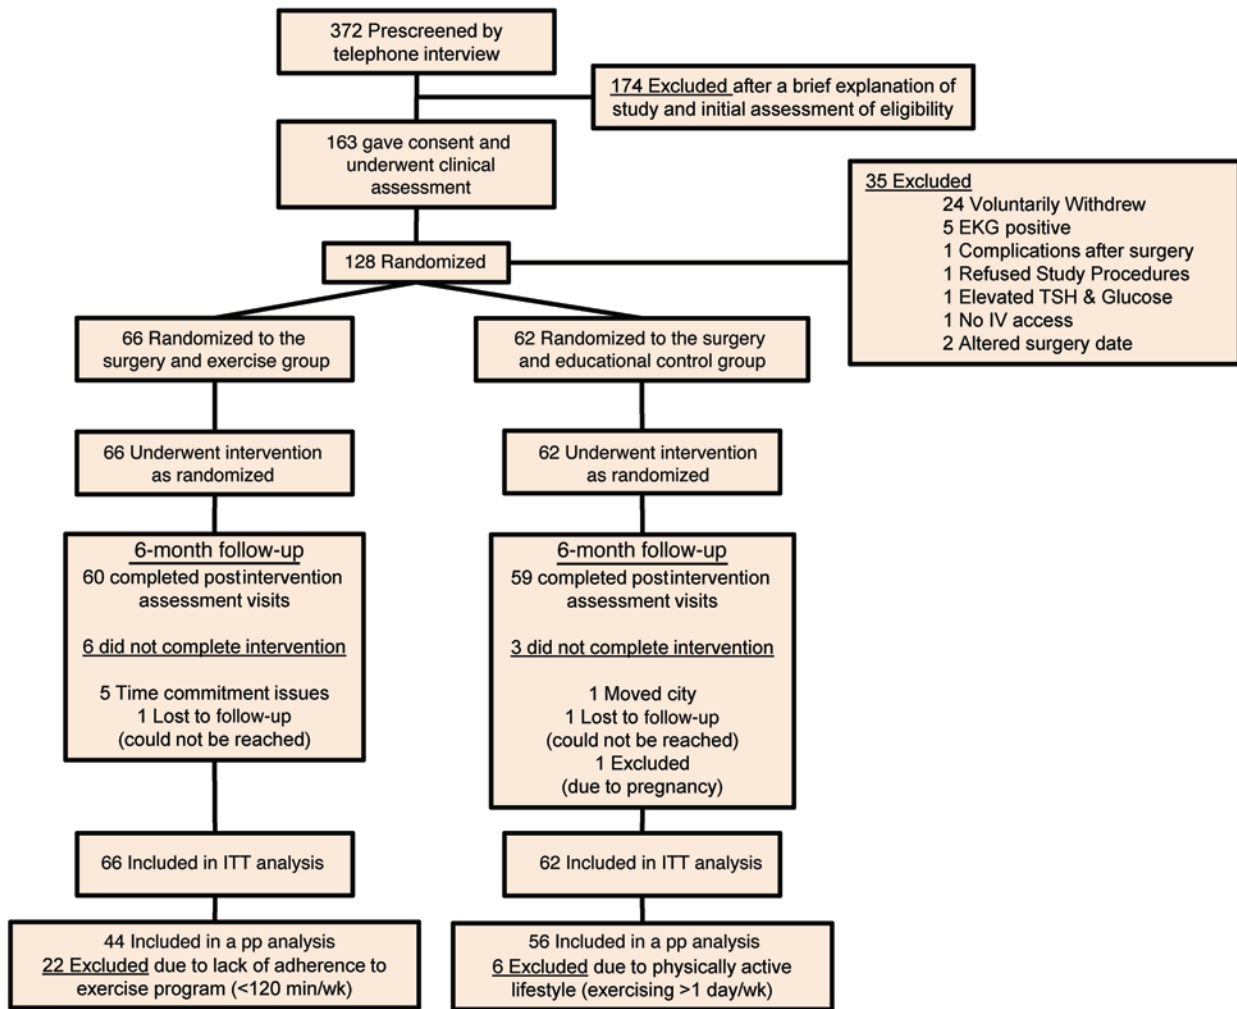 372 Prescreened by
telephone interview
174 Excluded after a brief explanation of
study and initial assessment of eligibility
163 gave consent and
underwent clinical
assessment
35 Excluded
24 Voluntarily Withdrew
5 EKG positive
1 Complications after surgery
1 Refused Study Procedures
1 Elevated TSH & Glucose
1 No IV access
2 Altered surgery date
128 Randomized
66 Randomized to the
surgery and exercise group
62 Randomized to the surgery
and educational control group
66 Underwent intervention
as randomized
62 Underwent intervention
as randomized
6-month follow-up
60 completed postintervention
assessment visits
6 did not complete intervention
5 Time commitment issues
1 Lost to follow-up
(could not be reached)
6-month follow-up
59 completed postintervention
assessment visits
3 did not complete intervention
1 Moved city
1 Lost to follow-up
(could not be reached)
1 Excluded
(due to pregnancy)
66 Included in ITT analysis
62 Included in ITT analysis
44 Included in a pp analysis
22 Excluded due to lack of adherence to
exercise program (<120 min/wk)
56 Included in a pp analysis
6 Excluded due to physically active
lifestyle (exercising >1 day/wk)